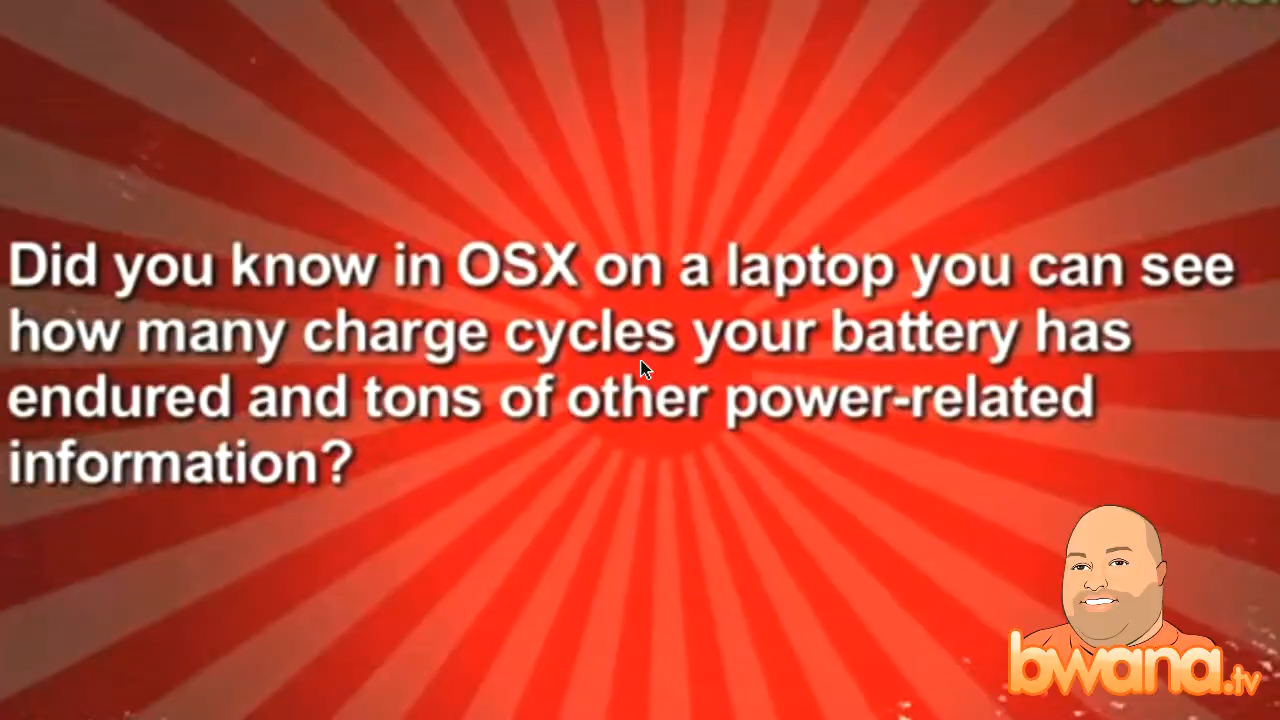 Did you know in OSX on a laptop you can see
how many charge cycles your battery has
endured and tons of other power-related
information?
bwana.tv